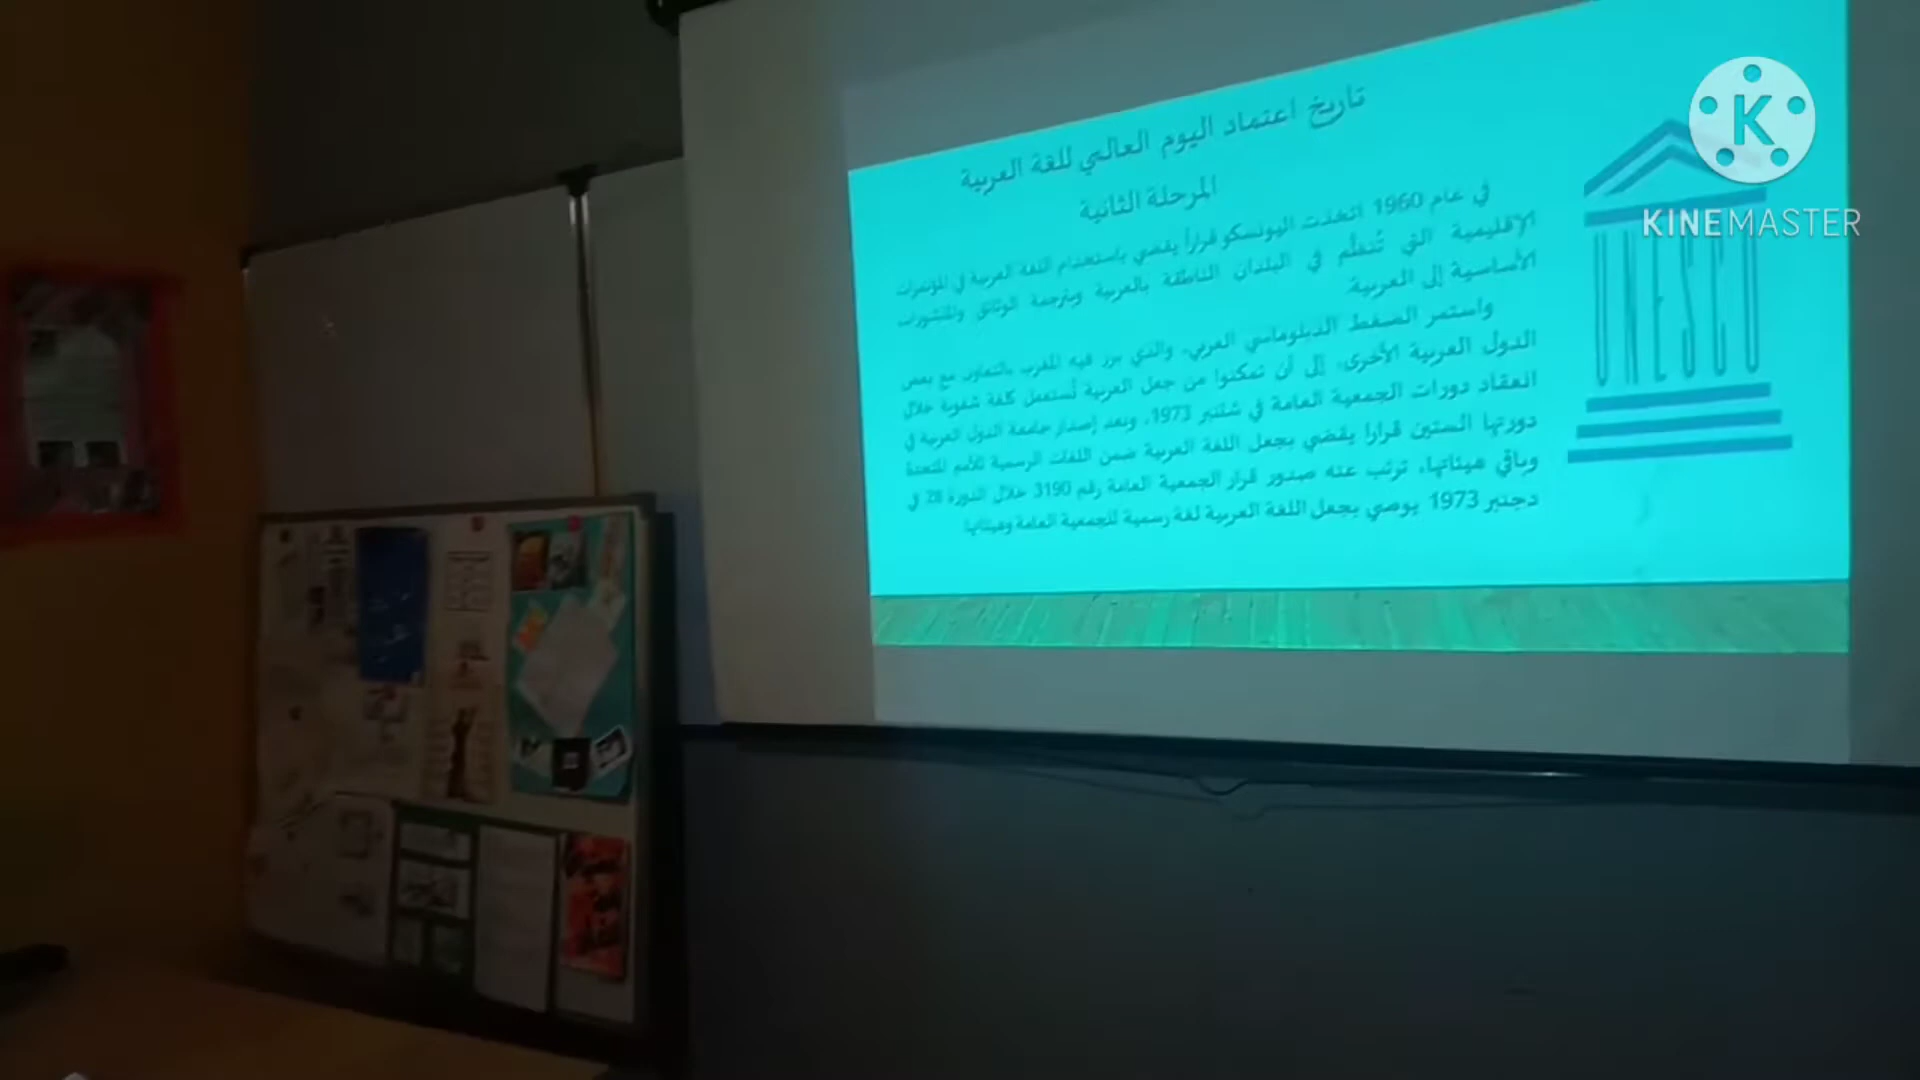 تاريخ اعتماد اليوم العالمي للغة العربية
المرحلة الثانية
في عام 1960 اتخذت اليونسكو قراراً يقضي باستخدام اللغة العربية في المؤتمرات
الإقليمية التي تُنظَّم في البلدان الناطقة بالعربية وبترجمة الوثائق والمنشورات
الأساسية إلى العربية.
واستمر الضغط الدبلوماسي العربي، والذي برز فيه المغرب بالتعاون مع بعض
الدول العربية الأخرى، إلى أن تمكنوا من جعل العربية تُستعمل كلغة شفوية خلال
انعقاد دورات الجمعية العامة في شتنبر 1973، وبعد إصدار جامعة الدول العربية في
دورتها الستين قرارا يقضي بجعل اللغة العربية ضمن اللغات الرسمية للأمم المتحدة
وباقي هيئاتها، ترتب عنه صدور قرار الجمعية العامة رقم 3190 خلال الدورة 28 في
دجنبر 1973 يوصي بجعل اللغة العربية لغة رسمية للجمعية العامة وهيئاتها
UNESCO
K
KINEMASTER